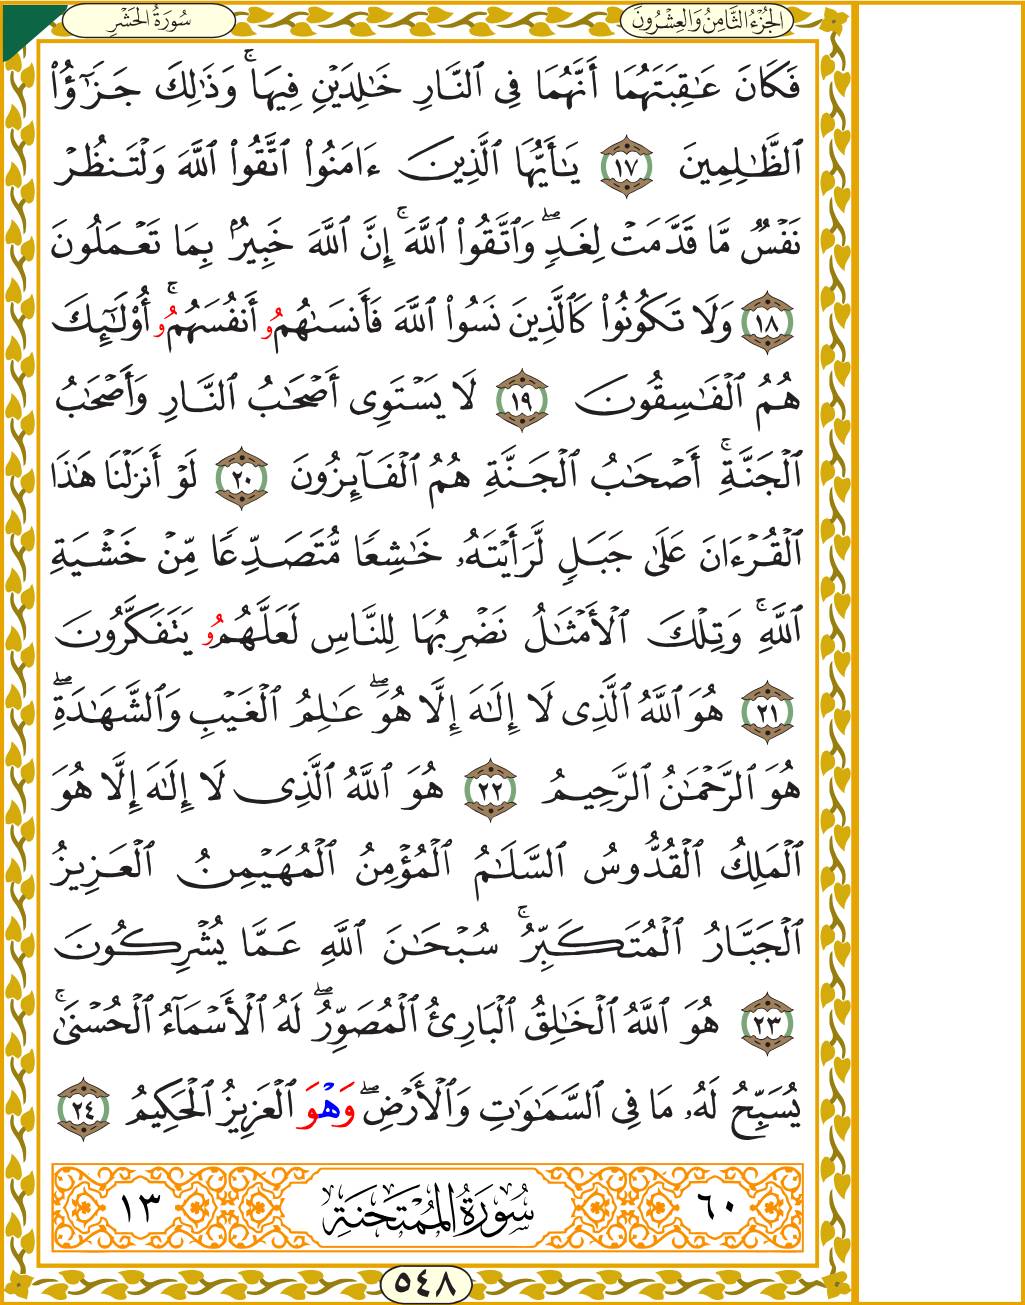 الجُزْءُ الثَّامِنُ وَالعِشْرُونَ سُورَةُ الحَشْرِ
فَكَانَ عَٰقِبَتَهُمَآ أَنَّهُمَا فِي ٱلنَّارِ خَٰلِدَيْنِ فِيهَاۚ وَذَٰلِكَ جَزَٰٓؤُاْ
ٱلظَّٰلِمِينَ ١٧ يَٰٓأَيُّهَا ٱلَّذِينَ ءَامَنُواْ ٱتَّقُواْ ٱللَّهَ وَلْتَنظُرْ
نَفْسٌ مَّا قَدَّمَتْ لِغَدٍۖ وَٱتَّقُواْ ٱللَّهَۚ إِنَّ ٱللَّهَ خَبِيرُۢ بِمَا تَعْمَلُونَ
١٨ وَلَا تَكُونُواْ كَٱلَّذِينَ نَسُواْ ٱللَّهَ فَأَنسَىٰهُمُو أَنفُسَهُمُوۚ أُوْلَٰٓئِكَ
هُمُ ٱلْفَٰسِقُونَ ١٩ لَا يَسْتَوِي أَصْحَٰبُ ٱلنَّارِ وَأَصْحَٰبُ
ٱلْجَنَّةِۚ أَصْحَٰبُ ٱلْجَنَّةِ هُمُ ٱلْفَآئِزُونَ ٢٠ لَوْ أَنزَلْنَا هَٰذَا
ٱلْقُرْءَانَ عَلَىٰ جَبَلٍ لَّرَأَيْتَهُۥ خَٰشِعًا مُّتَصَدِّعًا مِّنْ خَشْيَةِ
ٱللَّهِۚ وَتِلْكَ ٱلْأَمْثَٰلُ نَضْرِبُهَا لِلنَّاسِ لَعَلَّهُمُو يَتَفَكَّرُونَ
٢١ هُوَ ٱللَّهُ ٱلَّذِي لَا إِلَٰهَ إِلَّا هُوَۖ عَٰلِمُ ٱلْغَيْبِ وَٱلشَّهَٰدَةِۖ
هُوَ ٱلرَّحْمَٰنُ ٱلرَّحِيمُ ٢٢ هُوَ ٱللَّهُ ٱلَّذِي لَا إِلَٰهَ إِلَّا هُوَ
ٱلْمَلِكُ ٱلْقُدُّوسُ ٱلسَّلَٰمُ ٱلْمُؤْمِنُ ٱلْمُهَيْمِنُ ٱلْعَزِيزُ
ٱلْجَبَّارُ ٱلْمُتَكَبِّرُۚ سُبْحَٰنَ ٱللَّهِ عَمَّا يُشْرِكُونَ
٢٣ هُوَ ٱللَّهُ ٱلْخَٰلِقُ ٱلْبَارِئُ ٱلْمُصَوِّرُۖ لَهُ ٱلْأَسْمَآءُ ٱلْحُسْنَىٰۚ
يُسَبِّحُ لَهُۥ مَا فِي ٱلسَّمَٰوَٰتِ وَٱلْأَرْضِۖ وَهْوَ ٱلْعَزِيزُ ٱلْحَكِيمُ ٢٤
٦٠ سُورَةُ المُمْتَحَنَةِ ١٣
٥٤٨